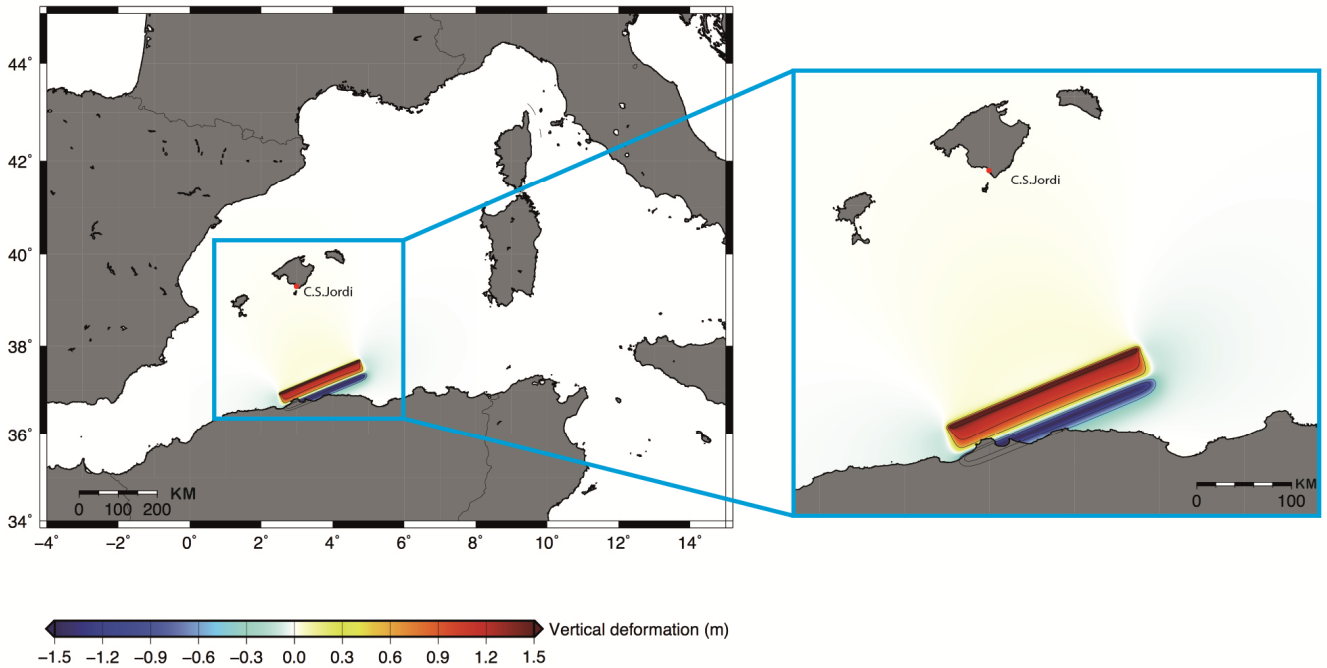 44°
42°
40°
38°
36°
34°
C.S.Jordi
KM
0 100 200
−4° −2° 0° 2° 4° 6° 8° 10° 12° 14°
C.S.Jordi
KM
0 100
Vertical deformation (m)
−1.5 −1.2 −0.9 −0.6 −0.3 0.0 0.3 0.6 0.9 1.2 1.5